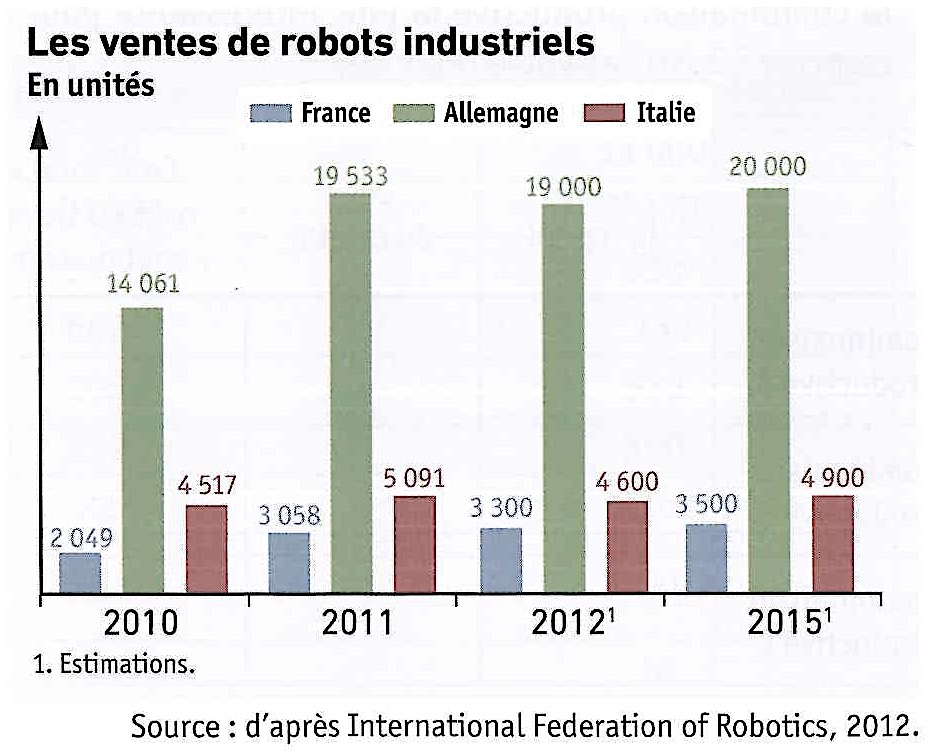 Les ventes de robots industriels
En unités
France Allemagne Italie
2 049
14 061
4 517
3 058
19 533
5 091
3 300
19 000
4 600
3 500
20 000
4 900
2010 2011 2012¹ 2015¹
1. Estimations.
Source : d’après International Federation of Robotics, 2012.